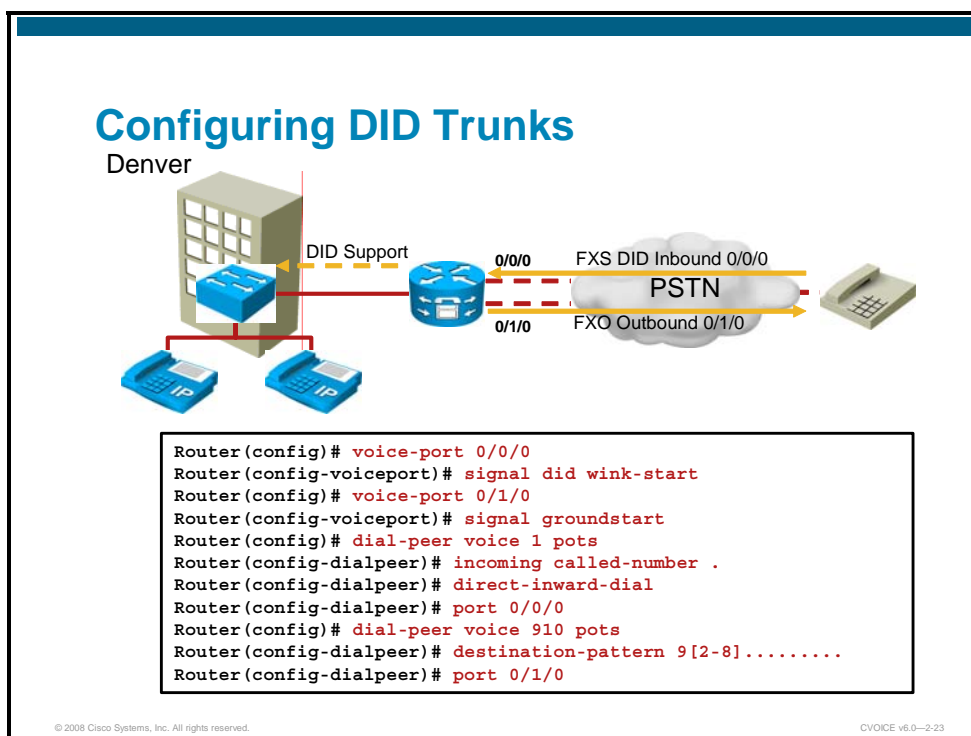 Configuring DID Trunks
Denver
DID Support
0/0/0
FXS DID Inbound 0/0/0
PSTN
0/1/0
FXO Outbound 0/1/0
IP
IP
Router(config)# voice-port 0/0/0
Router(config-voiceport)# signal did wink-start
Router(config)# voice-port 0/1/0
Router(config-voiceport)# signal groundstart
Router(config)# dial-peer voice 1 pots
Router(config-dialpeer)# incoming called-number .
Router(config-dialpeer)# direct-inward-dial
Router(config-dialpeer)# port 0/0/0
Router(config)# dial-peer voice 910 pots
Router(config-dialpeer)# destination-pattern 9[2-8].........
Router(config-dialpeer)# port 0/1/0
© 2008 Cisco Systems, Inc. All rights reserved.
CVOICE v6.0—2-23